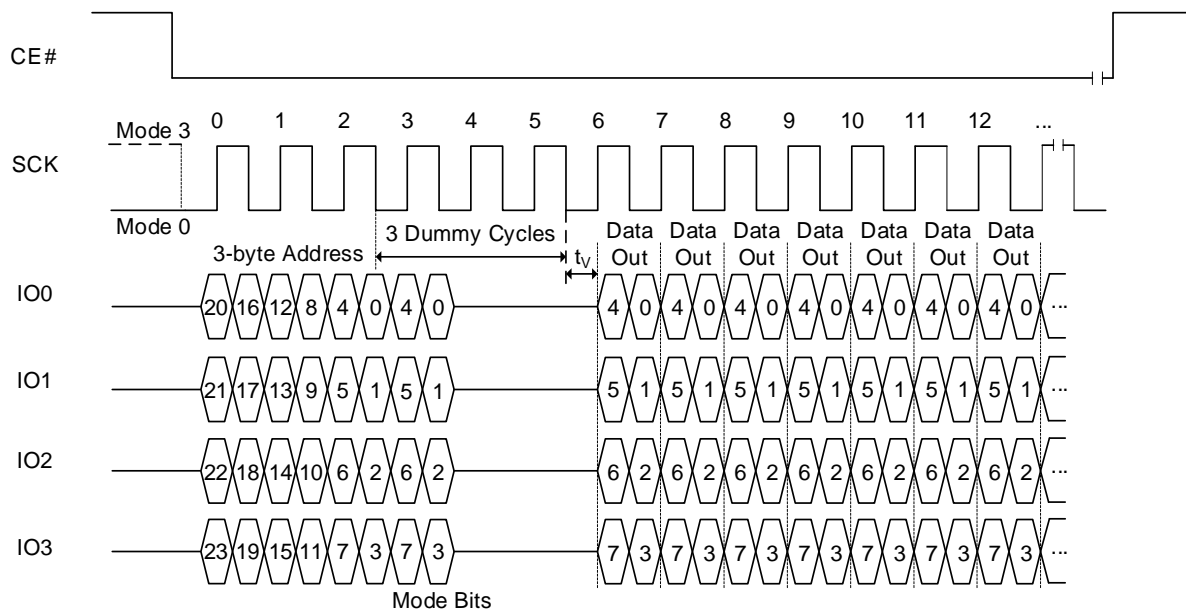 CE#
0 1 2 3 4 5 6 7 8 9 10 11 12 ...
Mode 3
SCK
Mode 0
3-byte Address
3 Dummy Cycles
tV
Data Out Data Out Data Out Data Out Data Out Data Out Data Out
IO0 20 16 12 8 4 0 4 0 4 0 4 0 4 0 4 0 4 0 4 0 4 0 ...
IO1 21 17 13 9 5 1 5 1 5 1 5 1 5 1 5 1 5 1 5 1 5 1 ...
IO2 22 18 14 10 6 2 6 2 6 2 6 2 6 2 6 2 6 2 6 2 6 2 ...
IO3 23 19 15 11 7 3 7 3 7 3 7 3 7 3 7 3 7 3 7 3 7 3 ...
Mode Bits